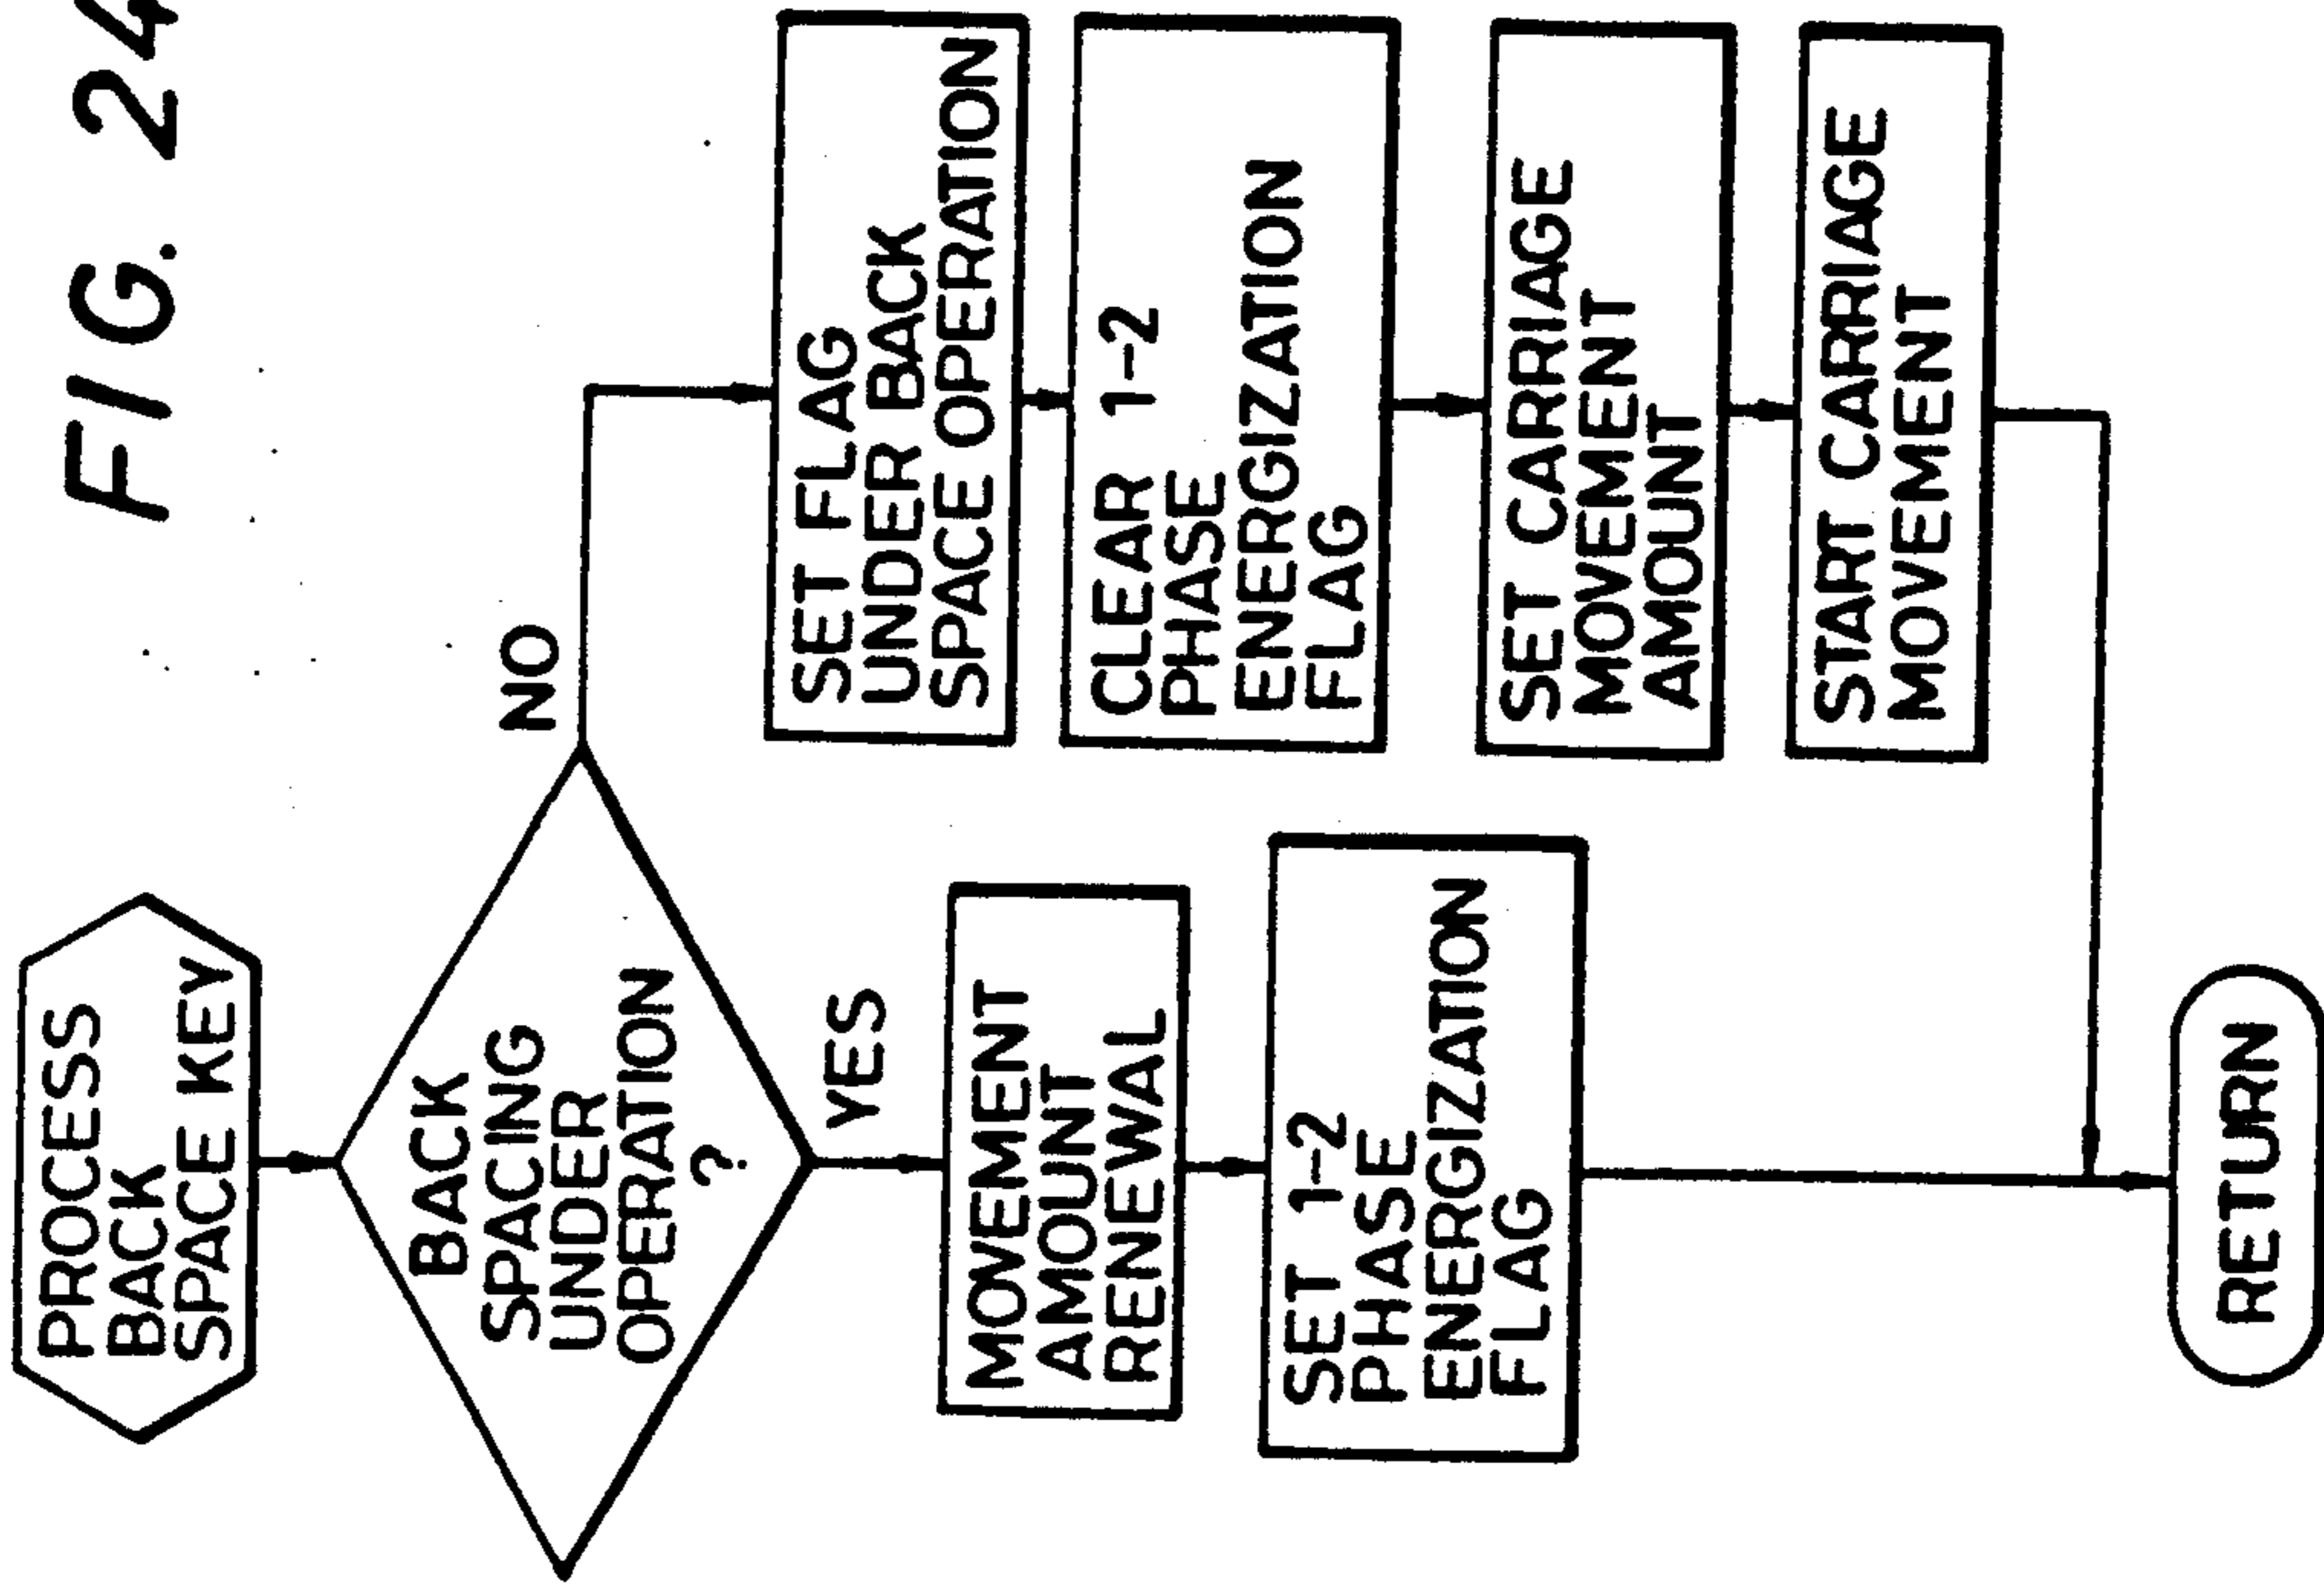 FIG. 24
PROCESS
BACK
SPACE KEY
BACK
SPACING
UNDER
OPERATION
?
NO
YES
MOVEMENT
AMOUNT
RENEWAL
SET 1-2
PHASE
ENERGIZATION
FLAG
SET FLAG
UNDER BACK
SPACE OPERATION
CLEAR 1-2
PHASE
ENERGIZATION
FLAG
SET CARRIAGE
MOVEMENT
AMOUNT
START CARRIAGE
MOVEMENT
RETURN